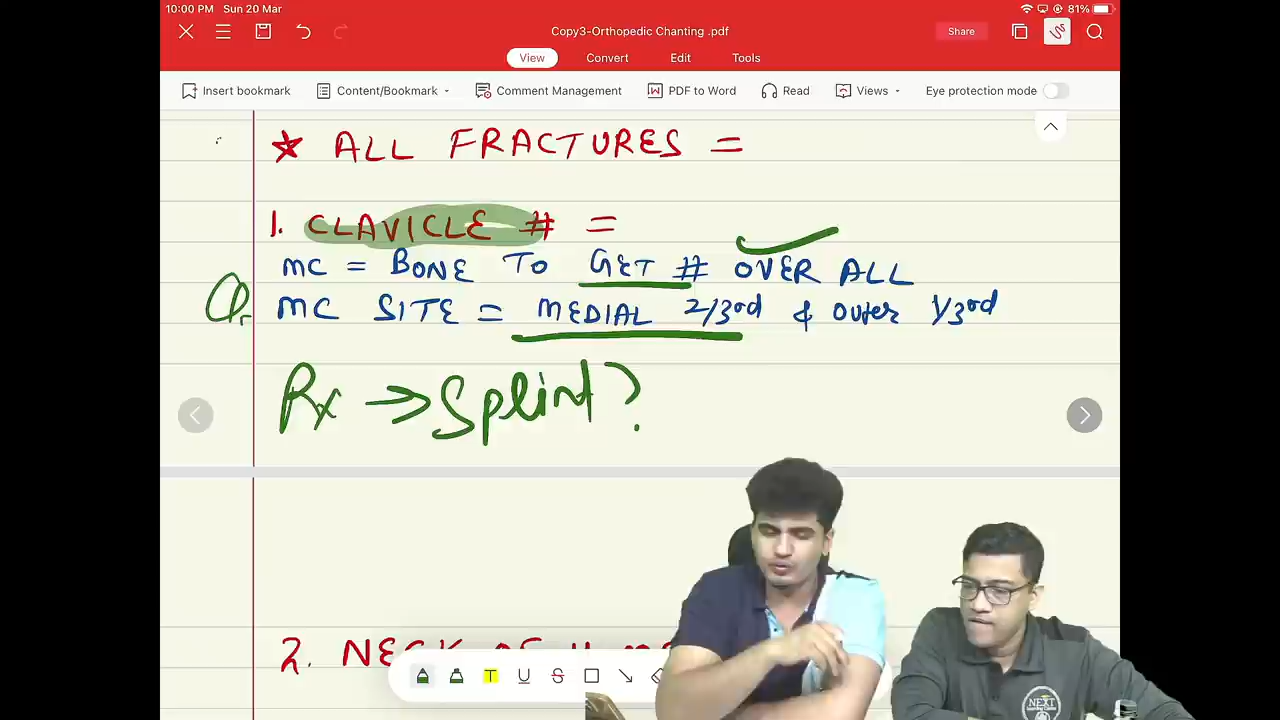 10:00 PM Sun 20 Mar 81%
Copy3-Orthopedic Chanting .pdf
Share
View Convert Edit Tools
Insert bookmark Content/Bookmark Comment Management PDF to Word Read Views Eye protection mode
★ ALL FRACTURES =
1. CLAVICLE # =
MC = BONE TO GET # OVER ALL
MC SITE = MEDIAL 2/3rd & Outer 1/3rd
Rx → Splint?
2. NECK OF
T U S
NEXT